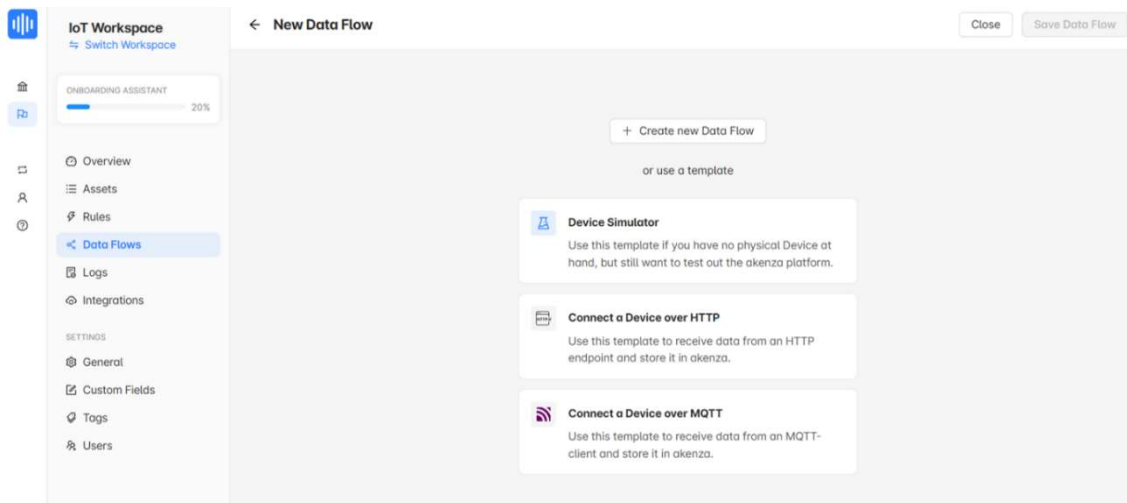 IoT Workspace
Switch Workspace
ONBOARDING ASSISTANT
20%
Overview
Assets
Rules
Data Flows
Logs
Integrations
SETTINGS
General
Custom Fields
Tags
Users
New Data Flow
Close
Save Data Flow
+ Create new Data Flow
or use a template
Device Simulator
Use this template if you have no physical Device at
hand, but still want to test out the akenza platform.
HTTP
Connect a Device over HTTP
Use this template to receive data from an HTTP
endpoint and store it in akenza.
Connect a Device over MQTT
Use this template to receive data from an MQTT-
client and store it in akenza.